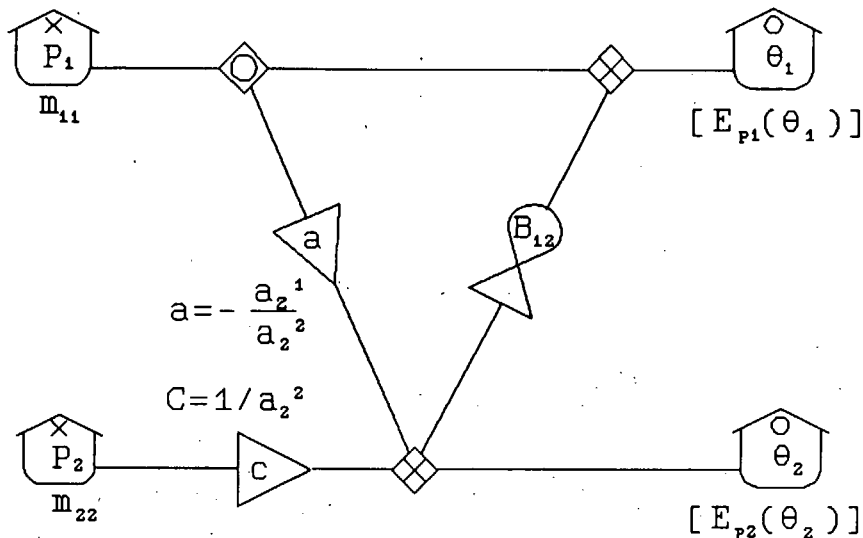 P₁
θ₁
m₁₁
[E_p1(θ₁)]
a
B₁₂
a=-a₂¹/a₂²
C=1/a₂²
P₂
C
θ₂
m₂₂
[E_p2(θ₂)]